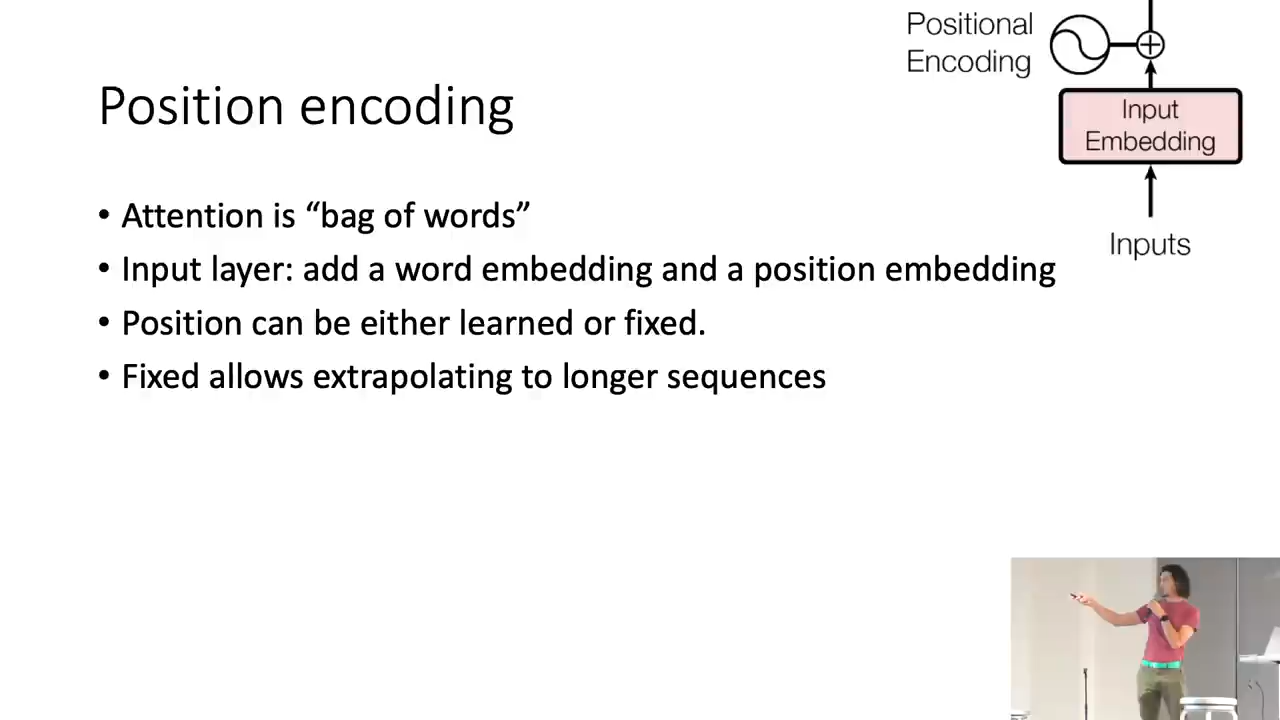 Positional
Encoding
Position encoding
Input
Embedding
• Attention is “bag of words”
Inputs
• Input layer: add a word embedding and a position embedding
• Position can be either learned or fixed.
• Fixed allows extrapolating to longer sequences